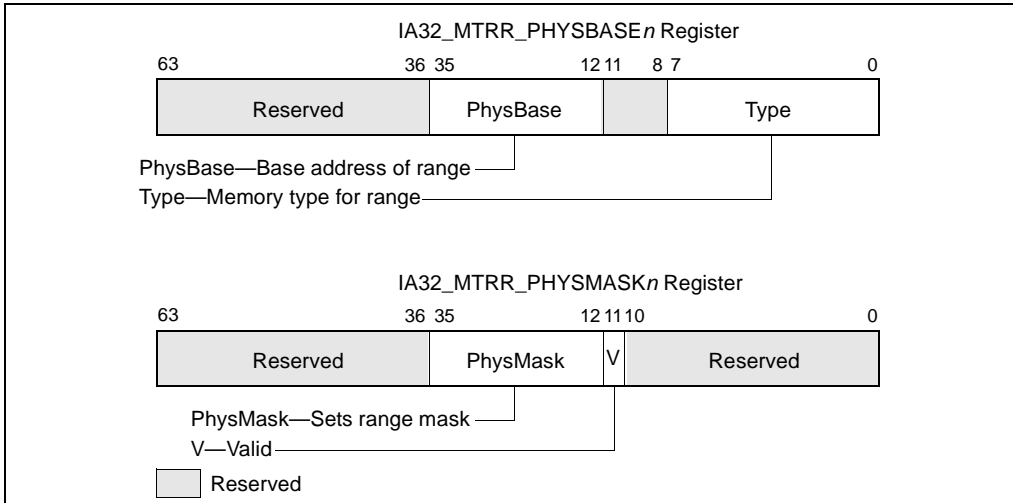 IA32_MTRR_PHYSBASEn Register
63 36 35 12 11 8 7 0
Reserved PhysBase Type
PhysBase—Base address of range
Type—Memory type for range
IA32_MTRR_PHYSMASKn Register
63 36 35 12 11 10 0
Reserved PhysMask V Reserved
PhysMask—Sets range mask
V—Valid
Reserved